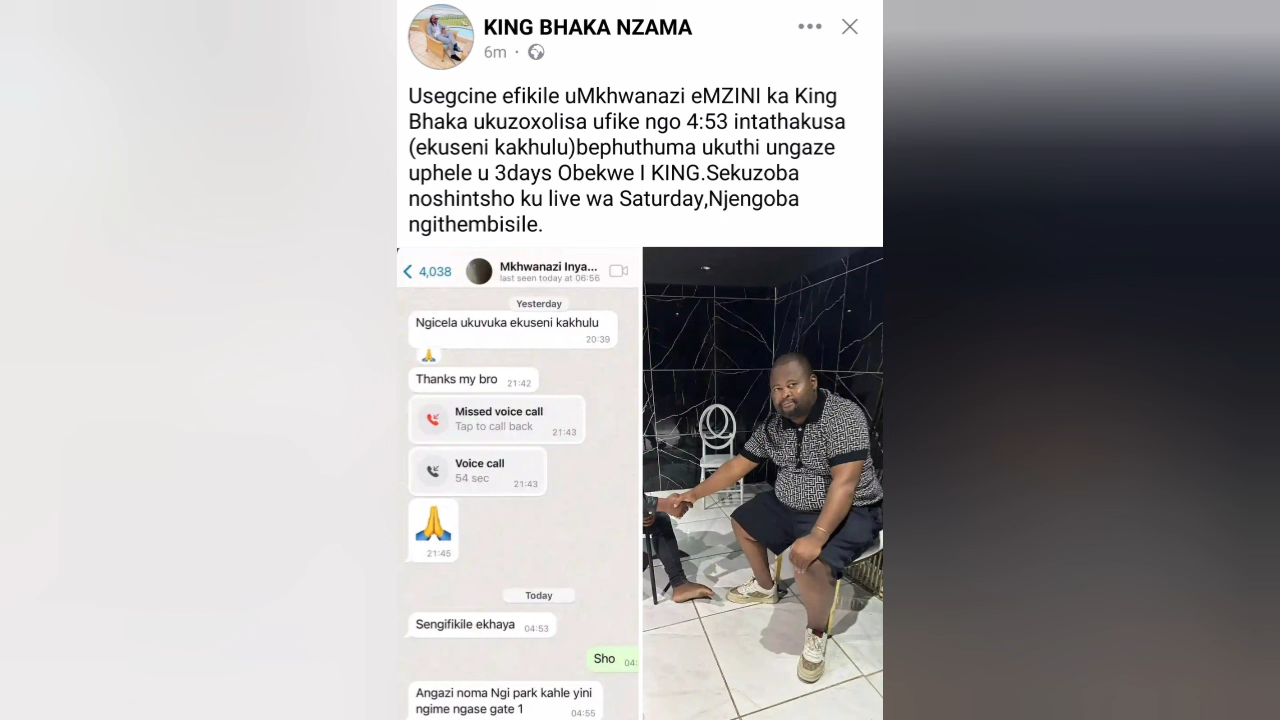 KING BHAKA NZAMA
6m
Usegcine efikile uMkhwanazi eMZINI ka King
Bhaka ukuzoxolisa ufike ngo 4:53 intathakusa
(ekuseni kakhulu)bephuthuma ukuthi ungaze
uphele u 3days Obekwe I KING.Sekuzoba
noshintsho ku live wa Saturday,Njengoba
ngithembisile.
4,038
Mkhwanazi Inya...
last seen today at 06:56
Yesterday
Ngicela ukuvuka ekuseni kakhulu
20:39
Thanks my bro 21:42
Missed voice call
Tap to call back 21:43
Voice call
54 sec 21:43
21:45
Today
Sengifikile ekhaya 04:53
Sho 04:
Angazi noma Ngi park kahle yini
ngime ngase gate 1 04:55